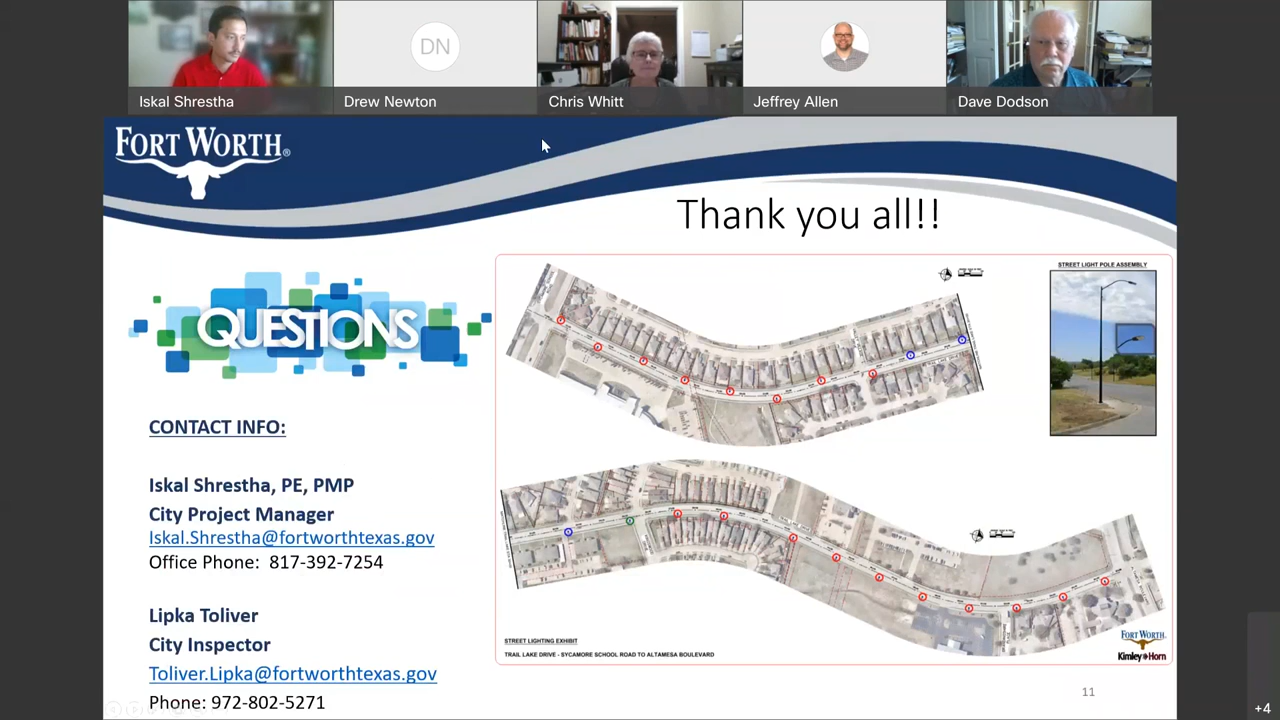 Iskal Shrestha
DN
Drew Newton
Chris Whitt
Jeffrey Allen
Dave Dodson
FORT WORTH®
Thank you all!!
QUESTIONS
CONTACT INFO:
Iskal Shrestha, PE, PMP
City Project Manager
Iskal.Shrestha@fortworthtexas.gov
Office Phone: 817-392-7254
Lipka Toliver
City Inspector
Toliver.Lipka@fortworthtexas.gov
Phone: 972-802-5271
STREET LIGHT POLE ASSEMBLY
STREET LIGHTING EXHIBIT
TRAIL LAKE DRIVE - SYCAMORE SCHOOL ROAD TO ALTAMESA BOULEVARD
FORT WORTH
Kimley»Horn
11
+4